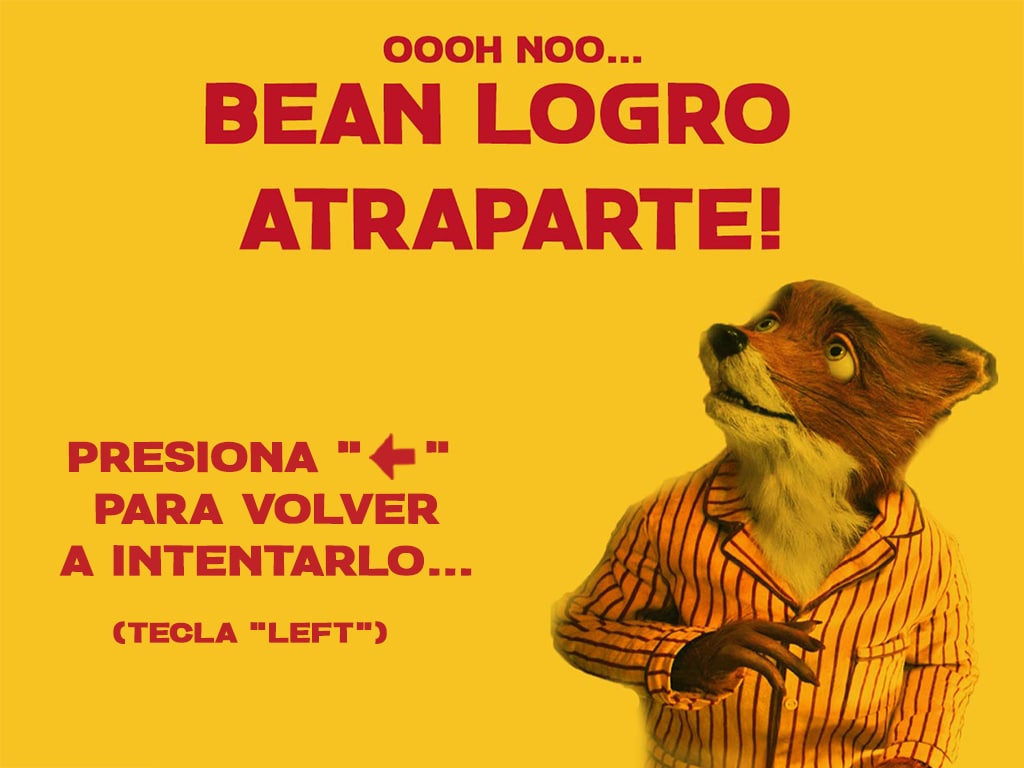 OOOH NOO...
BEAN LOGRO
ATRAPARTE!
PRESIONA "←"
PARA VOLVER
A INTENTARLO...
(TECLA "LEFT")